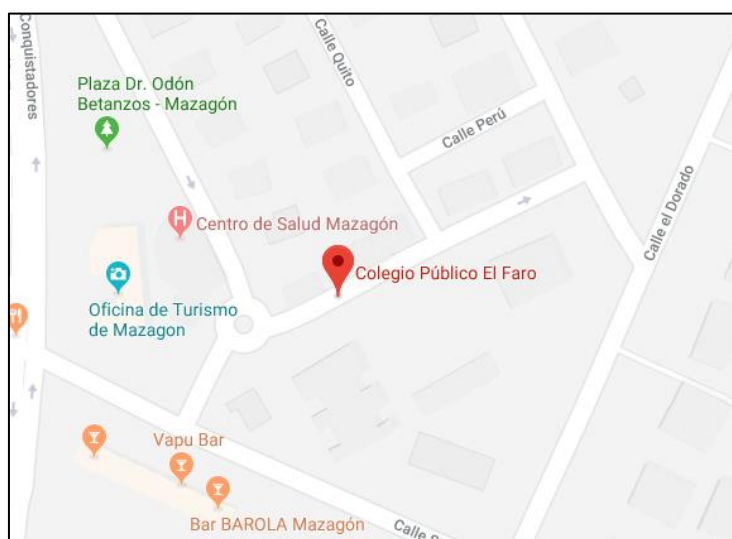 Conquistadores
Calle Quito
Plaza Dr. Odón
Betanzos - Mazagón
Calle Perú
Calle el Dorado
H
Centro de Salud Mazagón
Colegio Público El Faro
Oficina de Turismo
de Mazagon
Vapu Bar
Bar BAROLA Mazagón
Calle